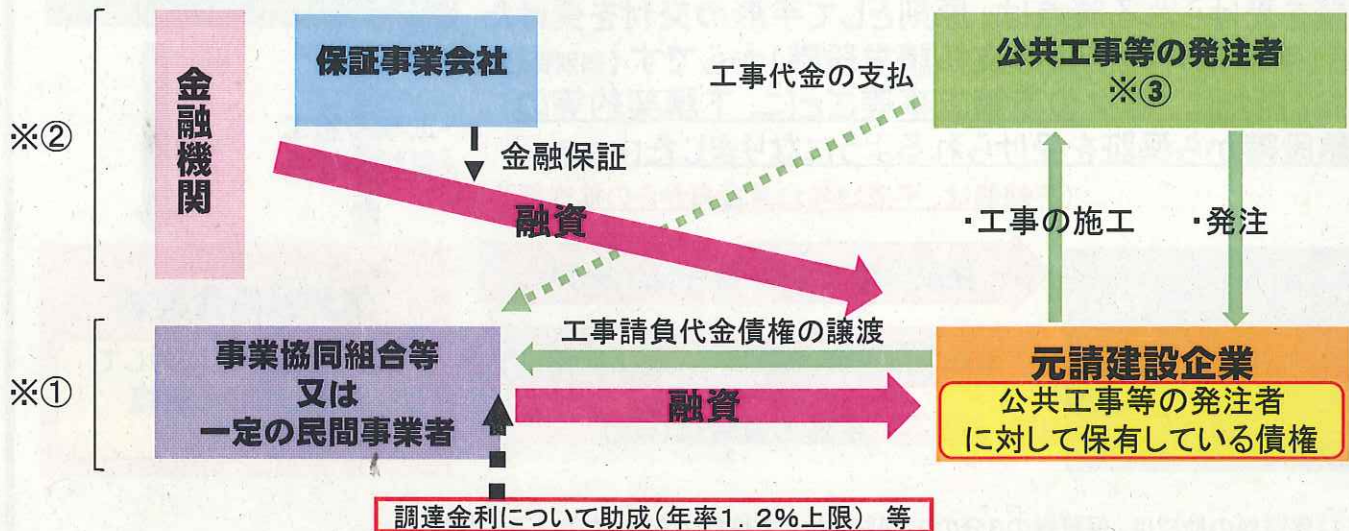 ※②
金融機関
保証事業会社
金融保証
融資
工事代金の支払
公共工事等の発注者
※③
・工事の施工
・発注
※①
事業協同組合等
又は
一定の民間事業者
工事請負代金債権の譲渡
融資
元請建設企業
公共工事等の発注者
に対して保有している債権
調達金利について助成(年率1.2%上限) 等